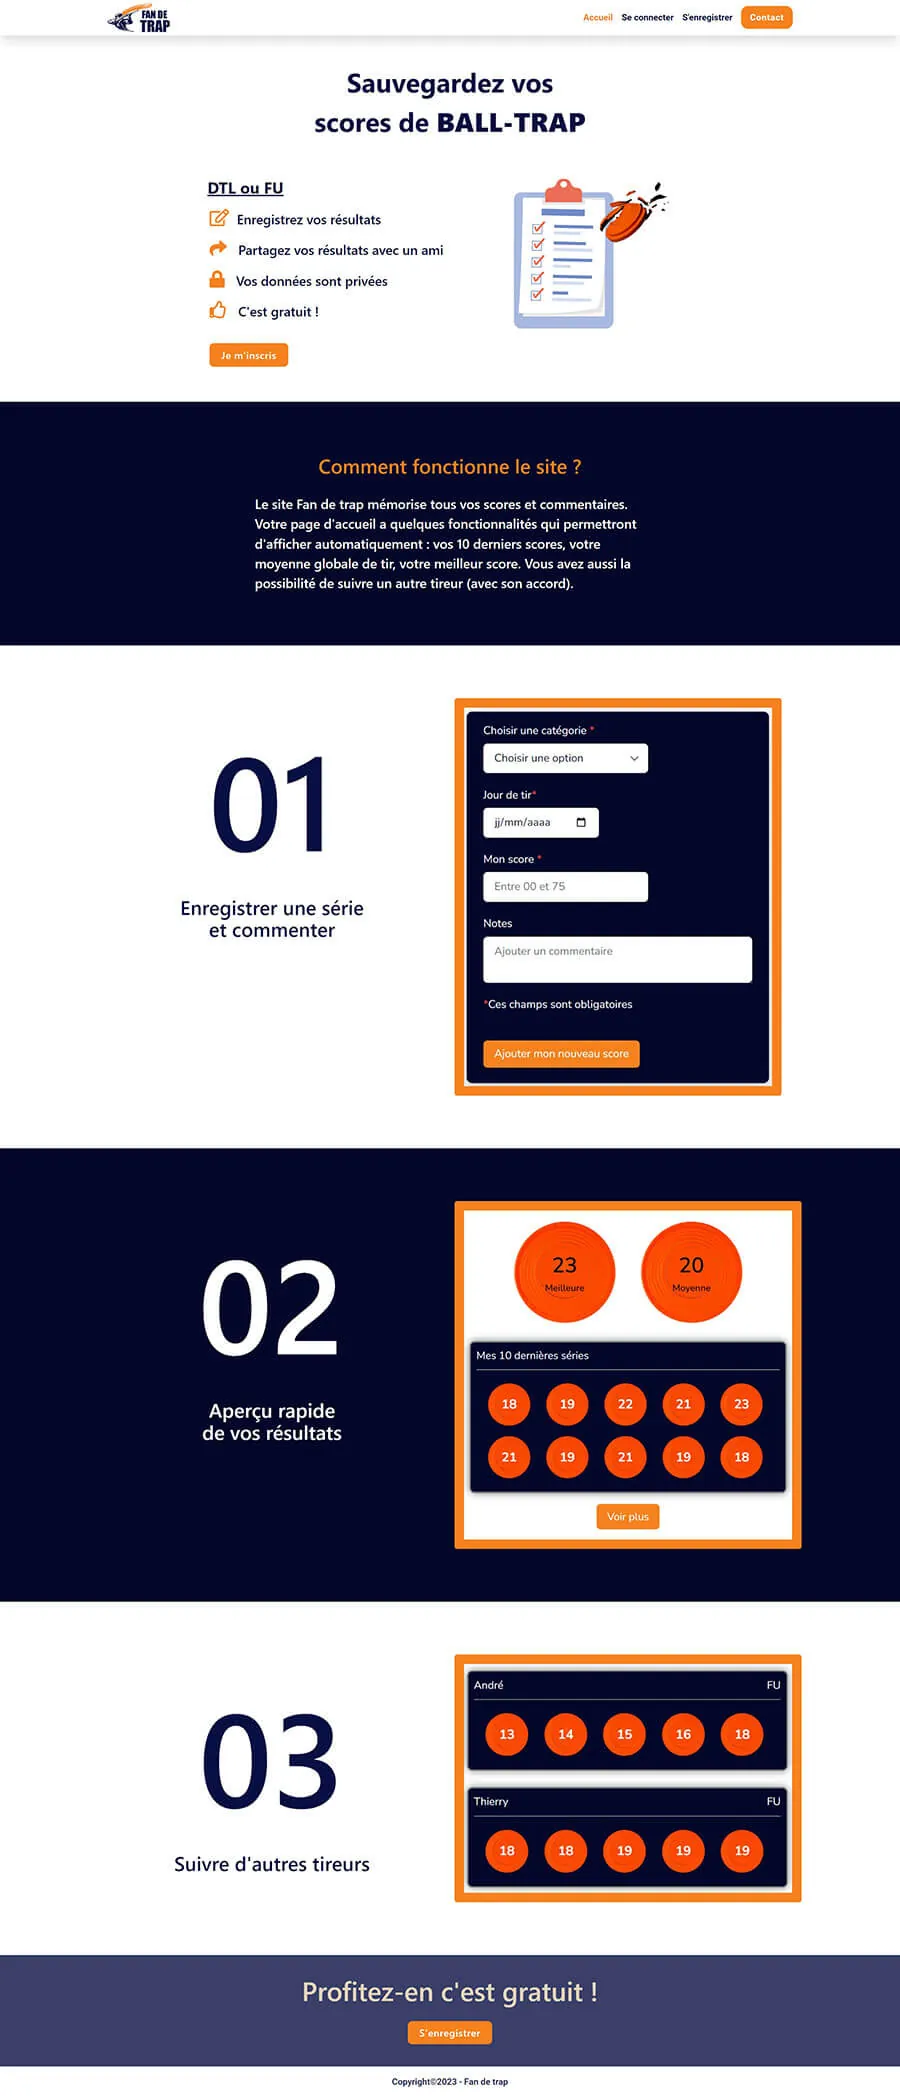 FAN DE
TRAP
Accueil Se connecter S'enregistrer Contact
Sauvegardez vos
scores de BALL-TRAP
DTL ou FU
Enregistrez vos résultats
Partagez vos résultats avec un ami
Vos données sont privées
C'est gratuit !
Je m'inscris
Comment fonctionne le site ?
Le site Fan de trap mémorise tous vos scores et commentaires.
Votre page d'accueil a quelques fonctionnalités qui permettront
d'afficher automatiquement : vos 10 derniers scores, votre
moyenne globale de tir, votre meilleur score. Vous avez aussi la
possibilité de suivre un autre tireur (avec son accord).
01
Enregistrer une série
et commenter
Choisir une catégorie *
Choisir une option
Jour de tir*
jj/mm/aaaa
Mon score *
Entre 00 et 75
Notes
Ajouter un commentaire
*Ces champs sont obligatoires
Ajouter mon nouveau score
02
Aperçu rapide
de vos résultats
23 20
Meilleure Moyenne
Mes 10 dernières séries
18 19 22 21 23
21 19 21 19 18
Voir plus
03
Suivre d'autres tireurs
André FU
13 14 15 16 18
Thierry FU
18 18 19 19 19
Profitez-en c'est gratuit !
S'enregistrer
Copyright©2023 - Fan de trap